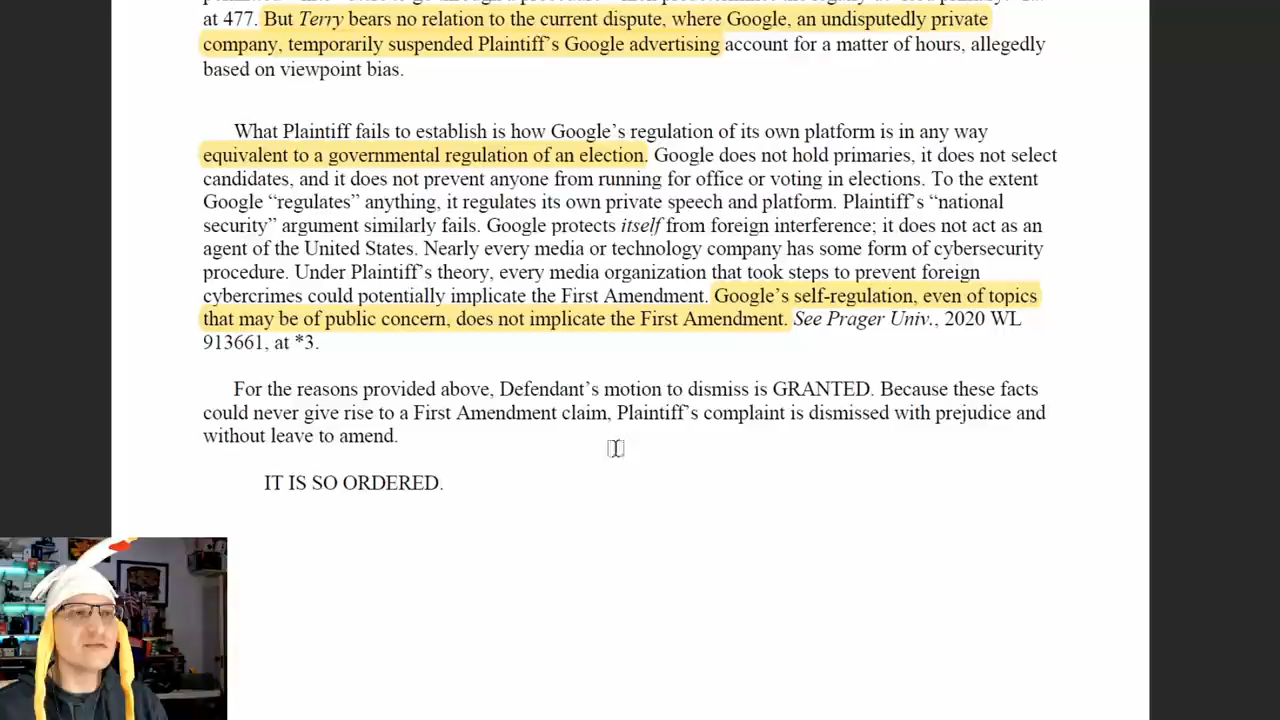 at 477. But Terry bears no relation to the current dispute, where Google, an undisputedly private
company, temporarily suspended Plaintiff's Google advertising account for a matter of hours, allegedly
based on viewpoint bias.
What Plaintiff fails to establish is how Google's regulation of its own platform is in any way
equivalent to a governmental regulation of an election. Google does not hold primaries, it does not select
candidates, and it does not prevent anyone from running for office or voting in elections. To the extent
Google “regulates” anything, it regulates its own private speech and platform. Plaintiff's “national
security” argument similarly fails. Google protects itself from foreign interference; it does not act as an
agent of the United States. Nearly every media or technology company has some form of cybersecurity
procedure. Under Plaintiff's theory, every media organization that took steps to prevent foreign
cybercrimes could potentially implicate the First Amendment. Google's self-regulation, even of topics
that may be of public concern, does not implicate the First Amendment. See Prager Univ., 2020 WL
913661, at *3.
For the reasons provided above, Defendant's motion to dismiss is GRANTED. Because these facts
could never give rise to a First Amendment claim, Plaintiff's complaint is dismissed with prejudice and
without leave to amend.
IT IS SO ORDERED.